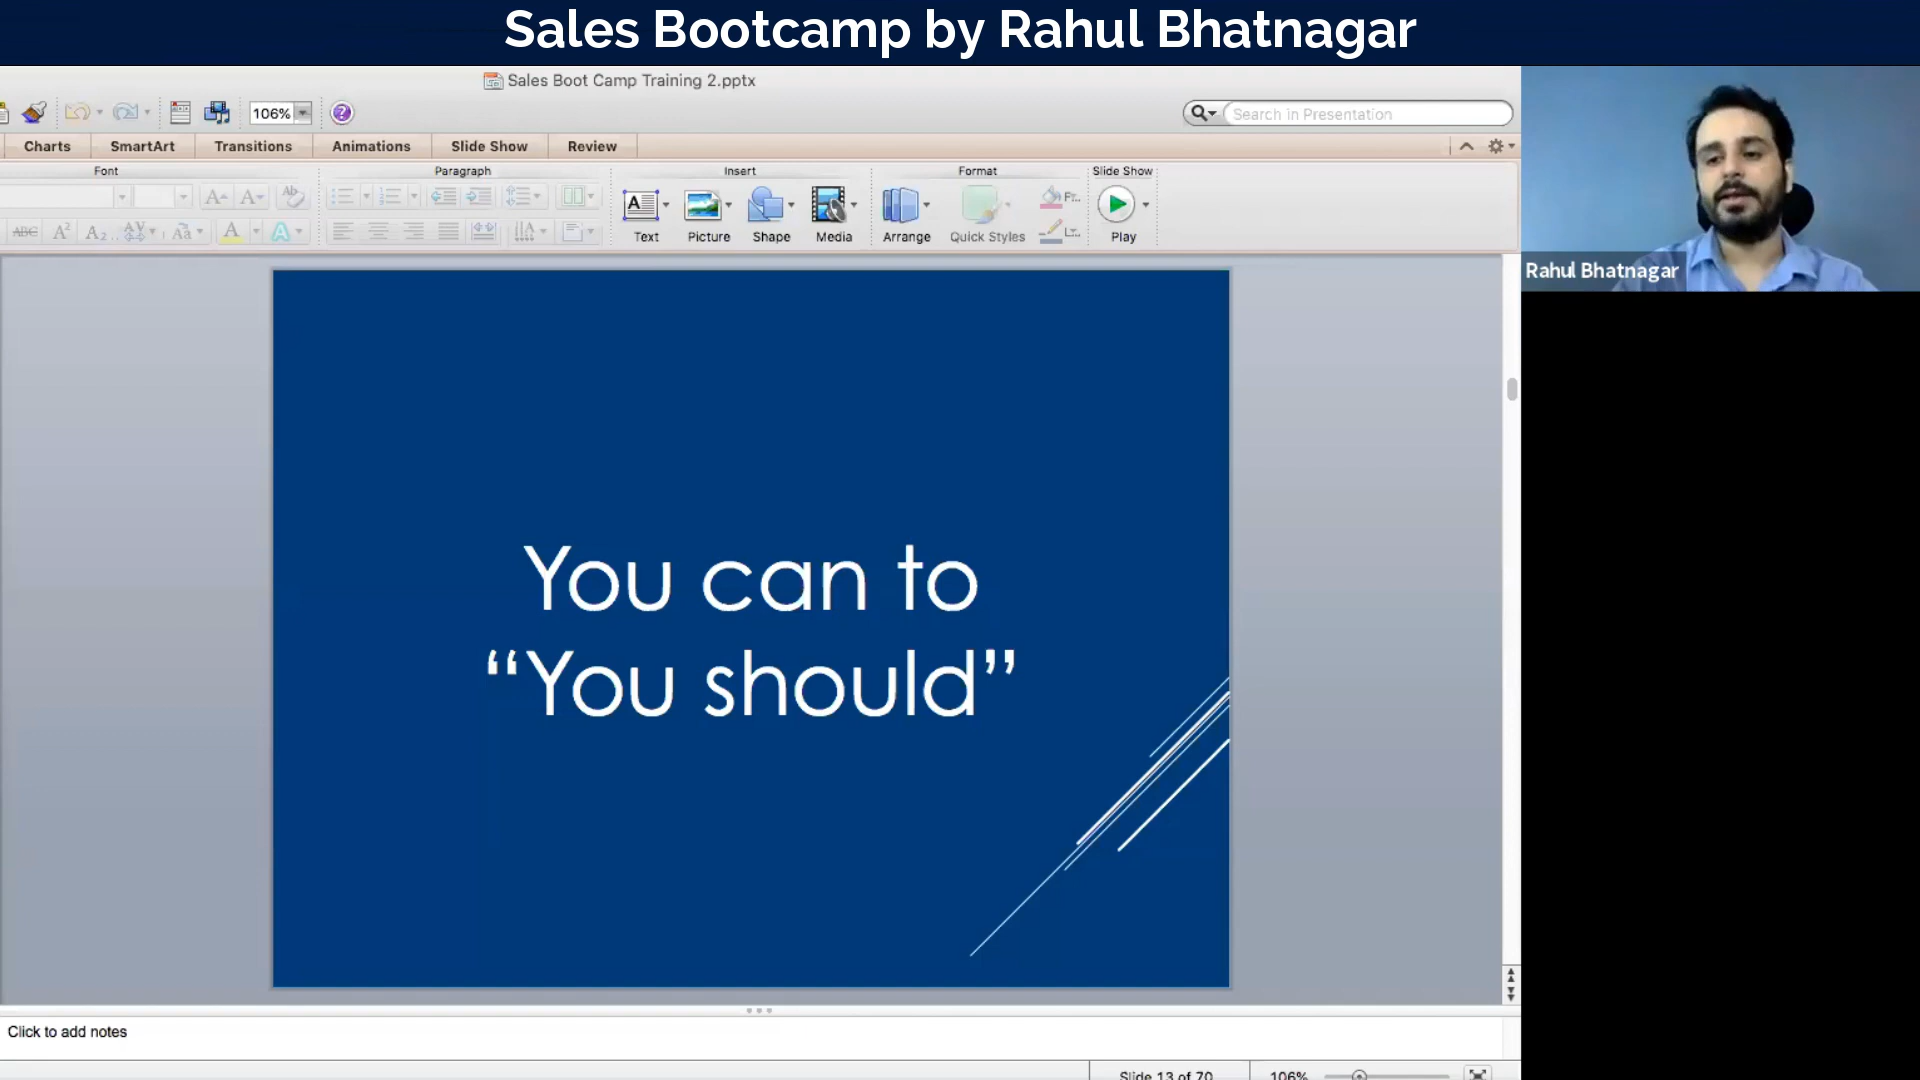 Sales Bootcamp by Rahul Bhatnagar
Sales Boot Camp Training 2.pptx
106%
Search in Presentation
Charts
SmartArt
Transitions
Animations
Slide Show
Review
Font
Paragraph
Insert
Format
Slide Show
Text
Picture
Shape
Media
Arrange
Quick Styles
Play
Rahul Bhatnagar
You can to
“You should”
Click to add notes
Slide 13 of 70
106%